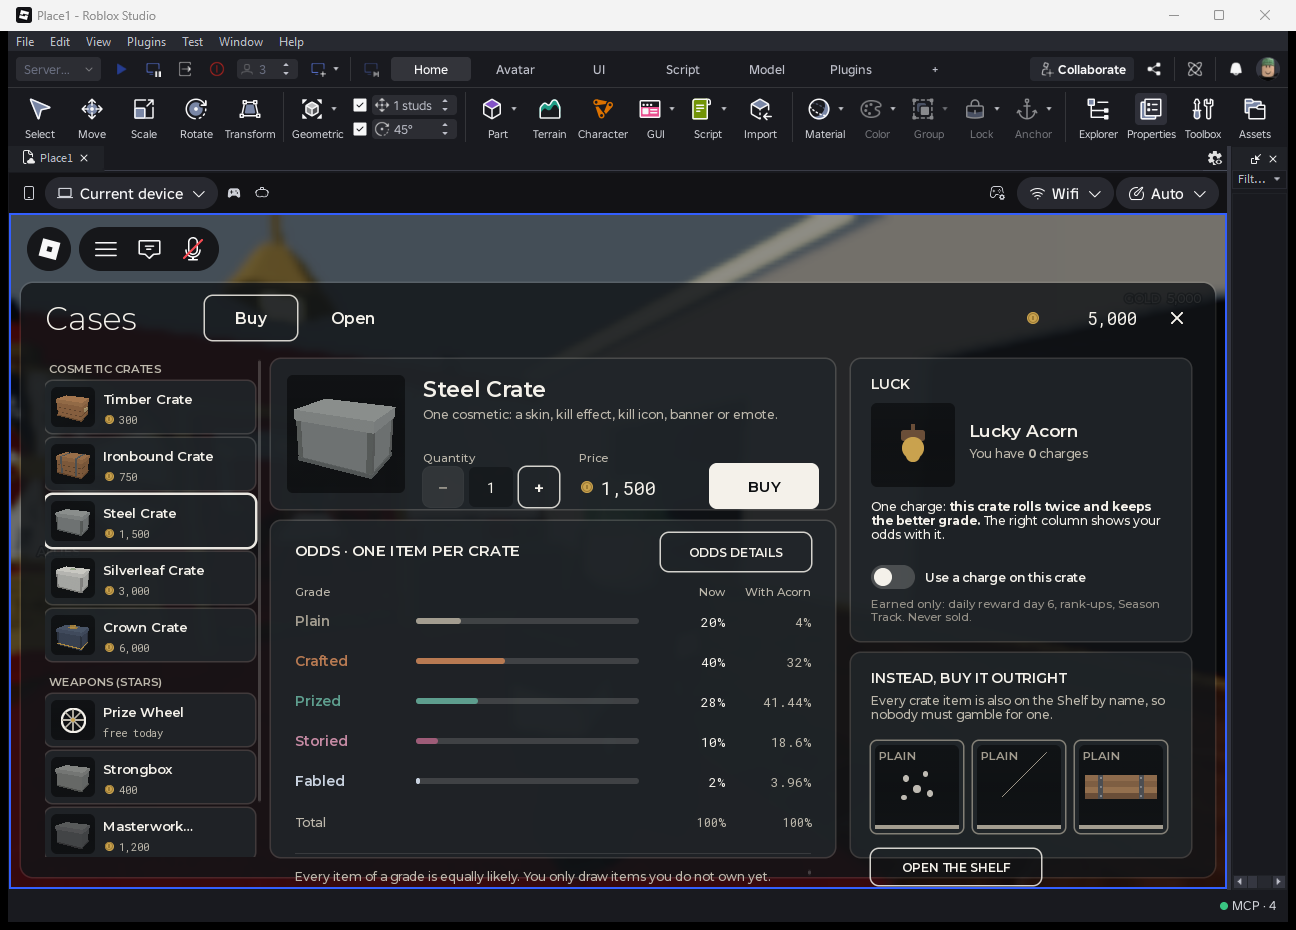 Place1 - Roblox Studio
File Edit View Plugins Test Window Help
Server... 3 Home Avatar UI Script Model Plugins + Collaborate
1 studs
45°
Select Move Scale Rotate Transform Geometric Part Terrain Character GUI Script Import Material Color Group Lock Anchor Explorer Properties Toolbox Assets
Place1
Filt...
Current device Wifi Auto
GOLD 5,000
Cases Buy Open 5,000
COSMETIC CRATES
Timber Crate
300
Ironbound Crate
750
Steel Crate
1,500
Silverleaf Crate
3,000
Crown Crate
6,000
WEAPONS (STARS)
Prize Wheel
free today
Strongbox
400
Masterwork...
1,200
Steel Crate
One cosmetic: a skin, kill effect, kill icon, banner or emote.
Quantity Price
− 1 + 1,500 BUY
ODDS · ONE ITEM PER CRATE ODDS DETAILS
Grade Now With Acorn
Plain 20% 4%
Crafted 40% 32%
Prized 28% 41.44%
Storied 10% 18.6%
Fabled 2% 3.96%
Total 100% 100%
Every item of a grade is equally likely. You only draw items you do not own yet.
LUCK
Lucky Acorn
You have 0 charges
One charge: this crate rolls twice and keeps
the better grade. The right column shows your
odds with it.
Use a charge on this crate
Earned only: daily reward day 6, rank-ups, Season
Track. Never sold.
INSTEAD, BUY IT OUTRIGHT
Every crate item is also on the Shelf by name, so
nobody must gamble for one.
PLAIN PLAIN PLAIN
OPEN THE SHELF
MCP · 4